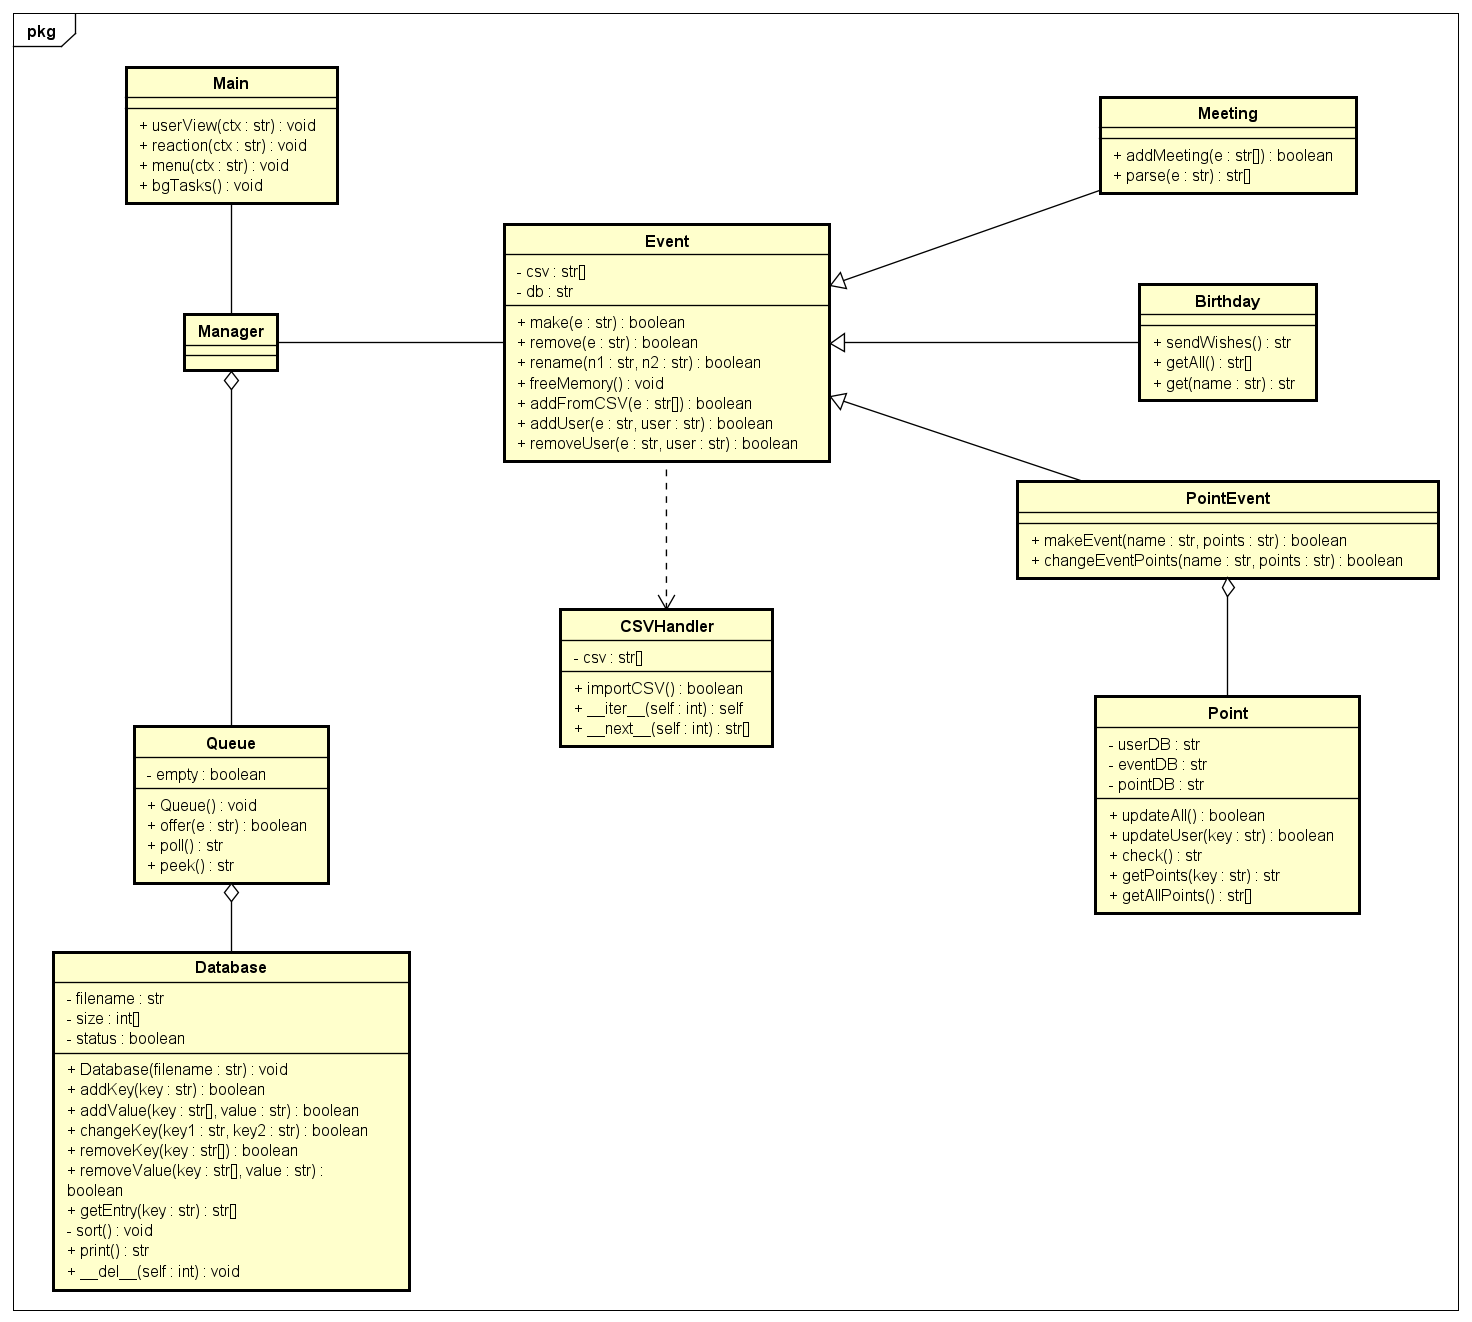 pkg
Main
+ userView(ctx : str) : void
+ reaction(ctx : str) : void
+ menu(ctx : str) : void
+ bgTasks() : void
Manager
Event
- csv : str[]
- db : str
+ make(e : str) : boolean
+ remove(e : str) : boolean
+ rename(n1 : str, n2 : str) : boolean
+ freeMemory() : void
+ addFromCSV(e : str[]) : boolean
+ addUser(e : str, user : str) : boolean
+ removeUser(e : str, user : str) : boolean
Meeting
+ addMeeting(e : str[]) : boolean
+ parse(e : str) : str[]
Birthday
+ sendWishes() : str
+ getAll() : str[]
+ get(name : str) : str
PointEvent
+ makeEvent(name : str, points : str) : boolean
+ changeEventPoints(name : str, points : str) : boolean
CSVHandler
- csv : str[]
+ importCSV() : boolean
+ __iter__(self : int) : self
+ __next__(self : int) : str[]
Point
- userDB : str
- eventDB : str
- pointDB : str
+ updateAll() : boolean
+ updateUser(key : str) : boolean
+ check() : str
+ getPoints(key : str) : str
+ getAllPoints() : str[]
Queue
- empty : boolean
+ Queue() : void
+ offer(e : str) : boolean
+ poll() : str
+ peek() : str
Database
- filename : str
- size : int[]
- status : boolean
+ Database(filename : str) : void
+ addKey(key : str) : boolean
+ addValue(key : str[], value : str) : boolean
+ changeKey(key1 : str, key2 : str) : boolean
+ removeKey(key : str[]) : boolean
+ removeValue(key : str[], value : str) :
boolean
+ getEntry(key : str) : str[]
- sort() : void
+ print() : str
+ __del__(self : int) : void